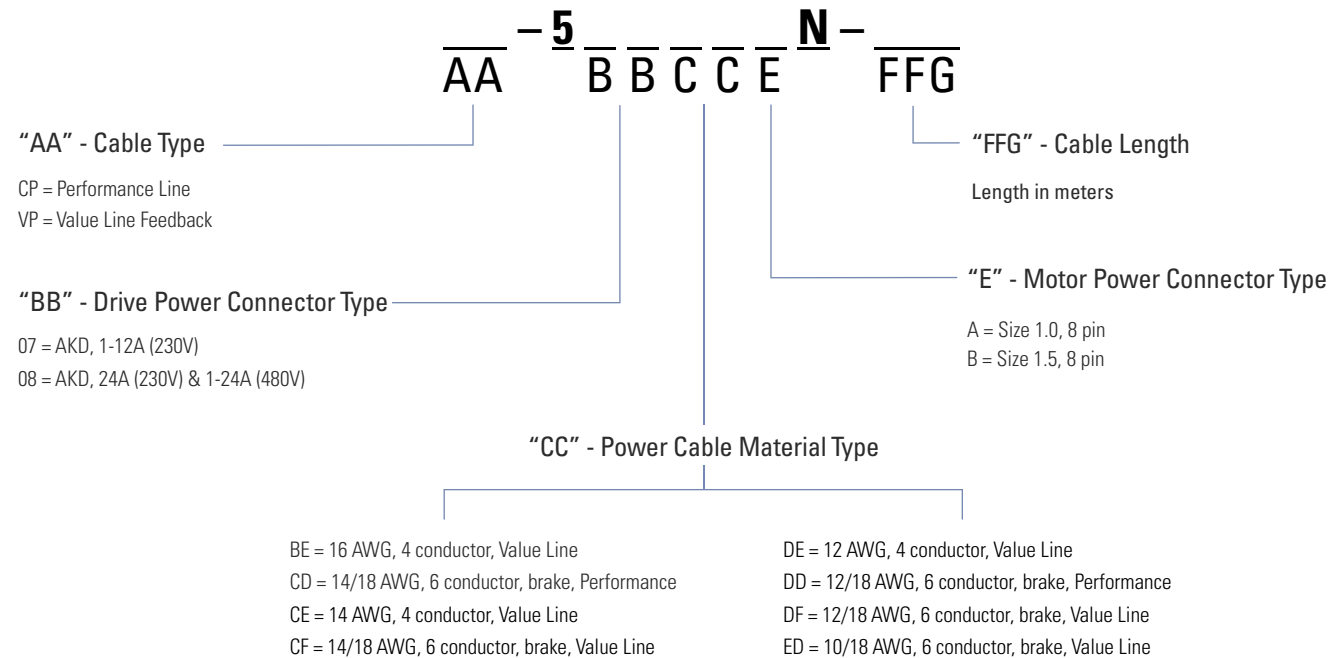 – 5 N –
AA B B C C E FFG
“AA” - Cable Type
CP = Performance Line
VP = Value Line Feedback
“FFG” - Cable Length
Length in meters
“BB” - Drive Power Connector Type
07 = AKD, 1-12A (230V)
08 = AKD, 24A (230V) & 1-24A (480V)
“E” - Motor Power Connector Type
A = Size 1.0, 8 pin
B = Size 1.5, 8 pin
“CC” - Power Cable Material Type
BE = 16 AWG, 4 conductor, Value Line
CD = 14/18 AWG, 6 conductor, brake, Performance
CE = 14 AWG, 4 conductor, Value Line
CF = 14/18 AWG, 6 conductor, brake, Value Line
DE = 12 AWG, 4 conductor, Value Line
DD = 12/18 AWG, 6 conductor, brake, Performance
DF = 12/18 AWG, 6 conductor, brake, Value Line
ED = 10/18 AWG, 6 conductor, brake, Value Line